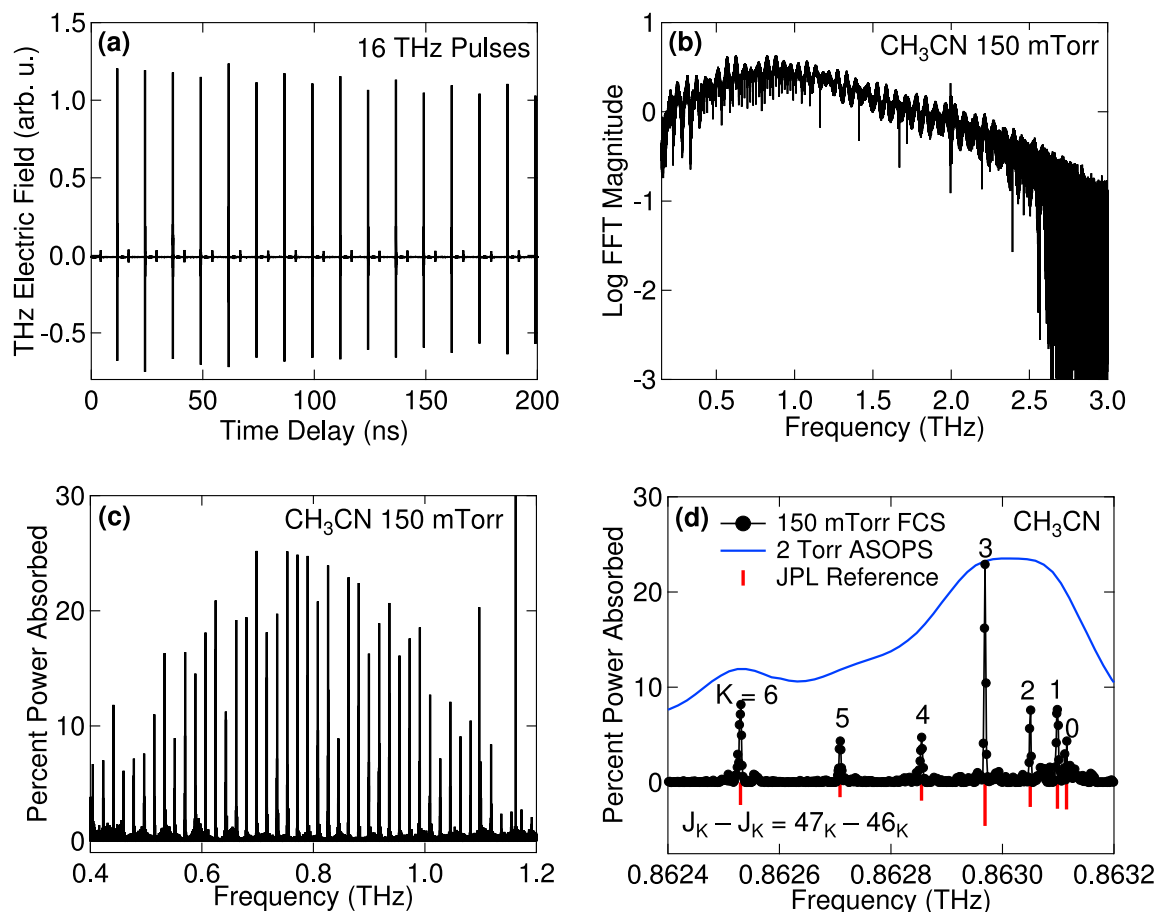 (a)
16 THz Pulses
THz Electric Field (arb. u.)
1.5
1.0
0.5
0.0
-0.5
0
50
100
150
200
Time Delay (ns)
(b)
CH₃CN 150 mTorr
Log FFT Magnitude
1
0
-1
-2
-3
0.5
1.0
1.5
2.0
2.5
3.0
Frequency (THz)
(c)
CH₃CN 150 mTorr
Percent Power Absorbed
30
20
10
0
0.4
0.6
0.8
1.0
1.2
Frequency (THz)
(d)
150 mTorr FCS
CH₃CN
2 Torr ASOPS
JPL Reference
Percent Power Absorbed
30
20
10
0
K = 6
5
4
3
2
1
0
J_K – J_K = 47_K – 46_K
0.8624
0.8626
0.8628
0.8630
0.8632
Frequency (THz)